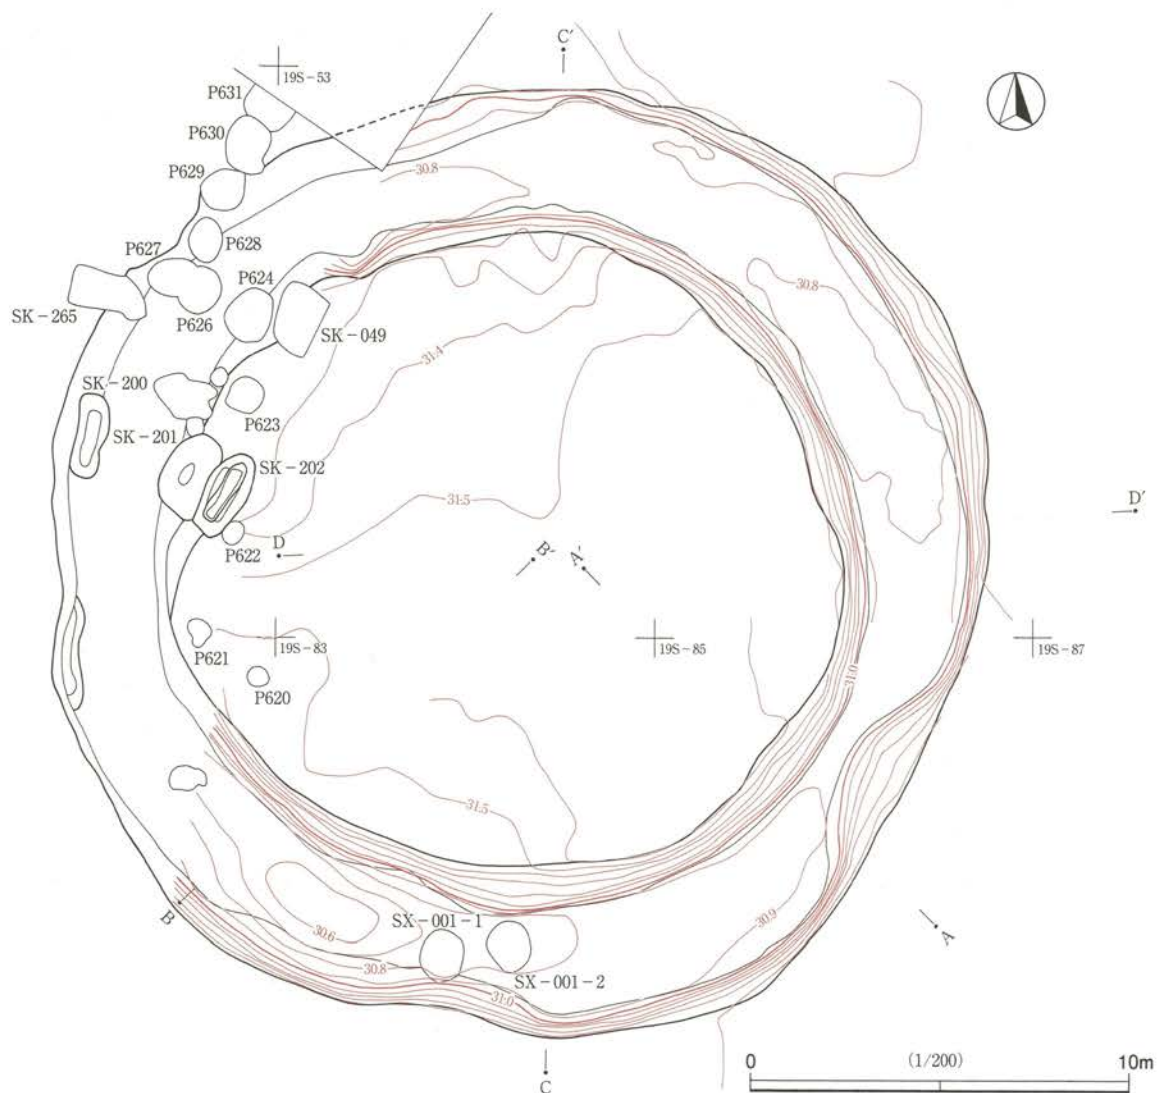 C′
19S-53
P631
P630
P629
30.8
P627
P628
P624
30.8
SK-265
P626
SK-049
31.4
SK-200
P623
SK-201
SK-202
31.5
D′
P622
D
B′
A′
P621
19S-83
19S-85
19S-87
P620
31.0
31.5
B
30.6
SX-001-1
30.9
A
30.8
SX-001-2
31.0
C
0
(1/200)
10m